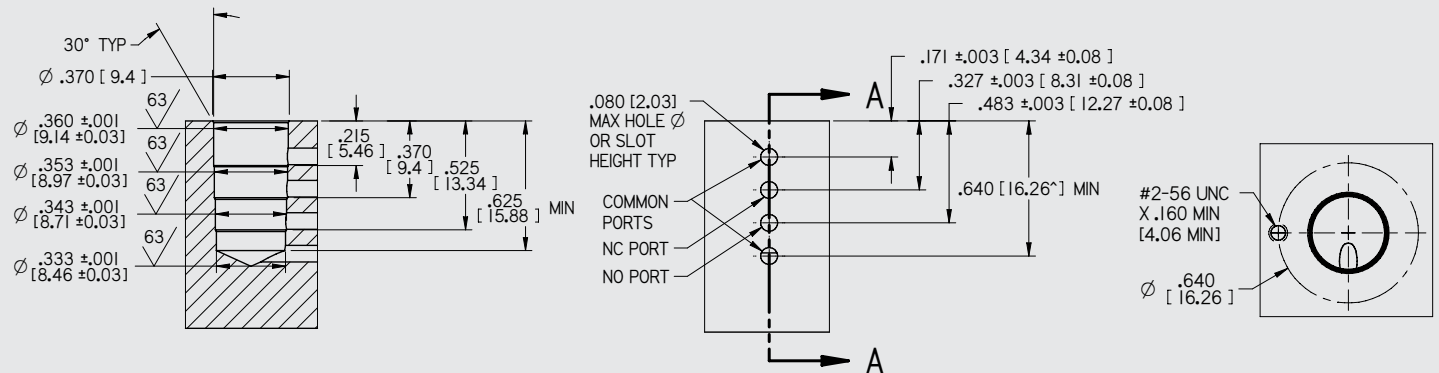 30° TYP
Ø .370 [ 9.4 ]
63
Ø .360 ±.001
[9.14 ±0.03]
63
Ø .353 ±.001
[8.97 ±0.03]
63
Ø .343 ±.001
[8.71 ±0.03]
63
Ø .333 ±.001
[8.46 ±0.03]
.215
[ 5.46 ]
.370
[ 9.4 ]
.525
[ 13.34 ]
.625
[ 15.88 ] MIN
.171 ±.003 [ 4.34 ±0.08 ]
.327 ±.003 [ 8.31 ±0.08 ]
.483 ±.003 [ 12.27 ±0.08 ]
A
.080 [2.03]
MAX HOLE Ø
OR SLOT
HEIGHT TYP
.640 [16.26^] MIN
COMMON
PORTS
NC PORT
NO PORT
A
#2-56 UNC
X .160 MIN
[4.06 MIN]
Ø .640
[ 16.26 ]